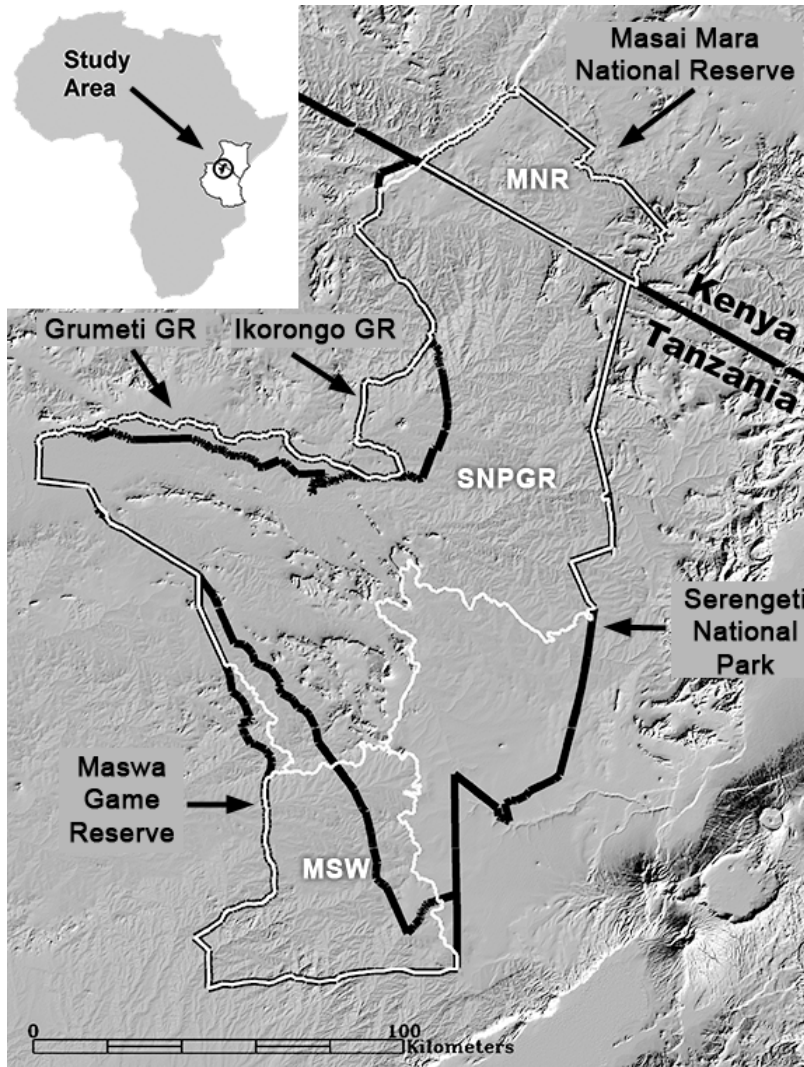 Study
Area
Masai Mara
National Reserve
MNR
Kenya
Tanzania
Grumeti GR
Ikorongo GR
SNPGR
Serengeti
National
Park
Maswa
Game
Reserve
MSW
0
100
Kilometers